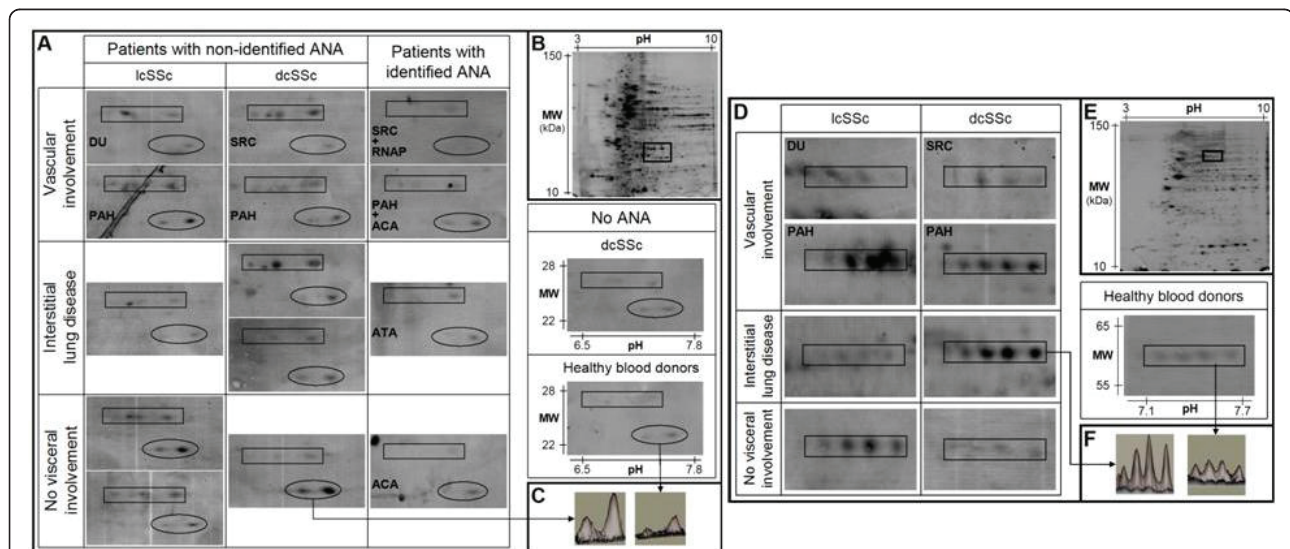 A
Patients with non-identified ANA
Patients with
identified ANA
lcSSc
dcSSc
Vascular
involvement
DU
SRC
SRC
+
RNAP
PAH
PAH
PAH
+
ACA
Interstitial
lung disease
ATA
No visceral
involvement
ACA
B
3
pH
10
150
MW
(kDa)
10
No ANA
dcSSc
28
MW
22
6.5
pH
7.8
Healthy blood donors
28
MW
22
6.5
pH
7.8
C
D
lcSSc
dcSSc
Vascular
involvement
DU
SRC
PAH
PAH
Interstitial
lung disease
No visceral
involvement
E
3
pH
10
150
MW
(kDa)
10
Healthy blood donors
65
MW
55
7.1
pH
7.7
F